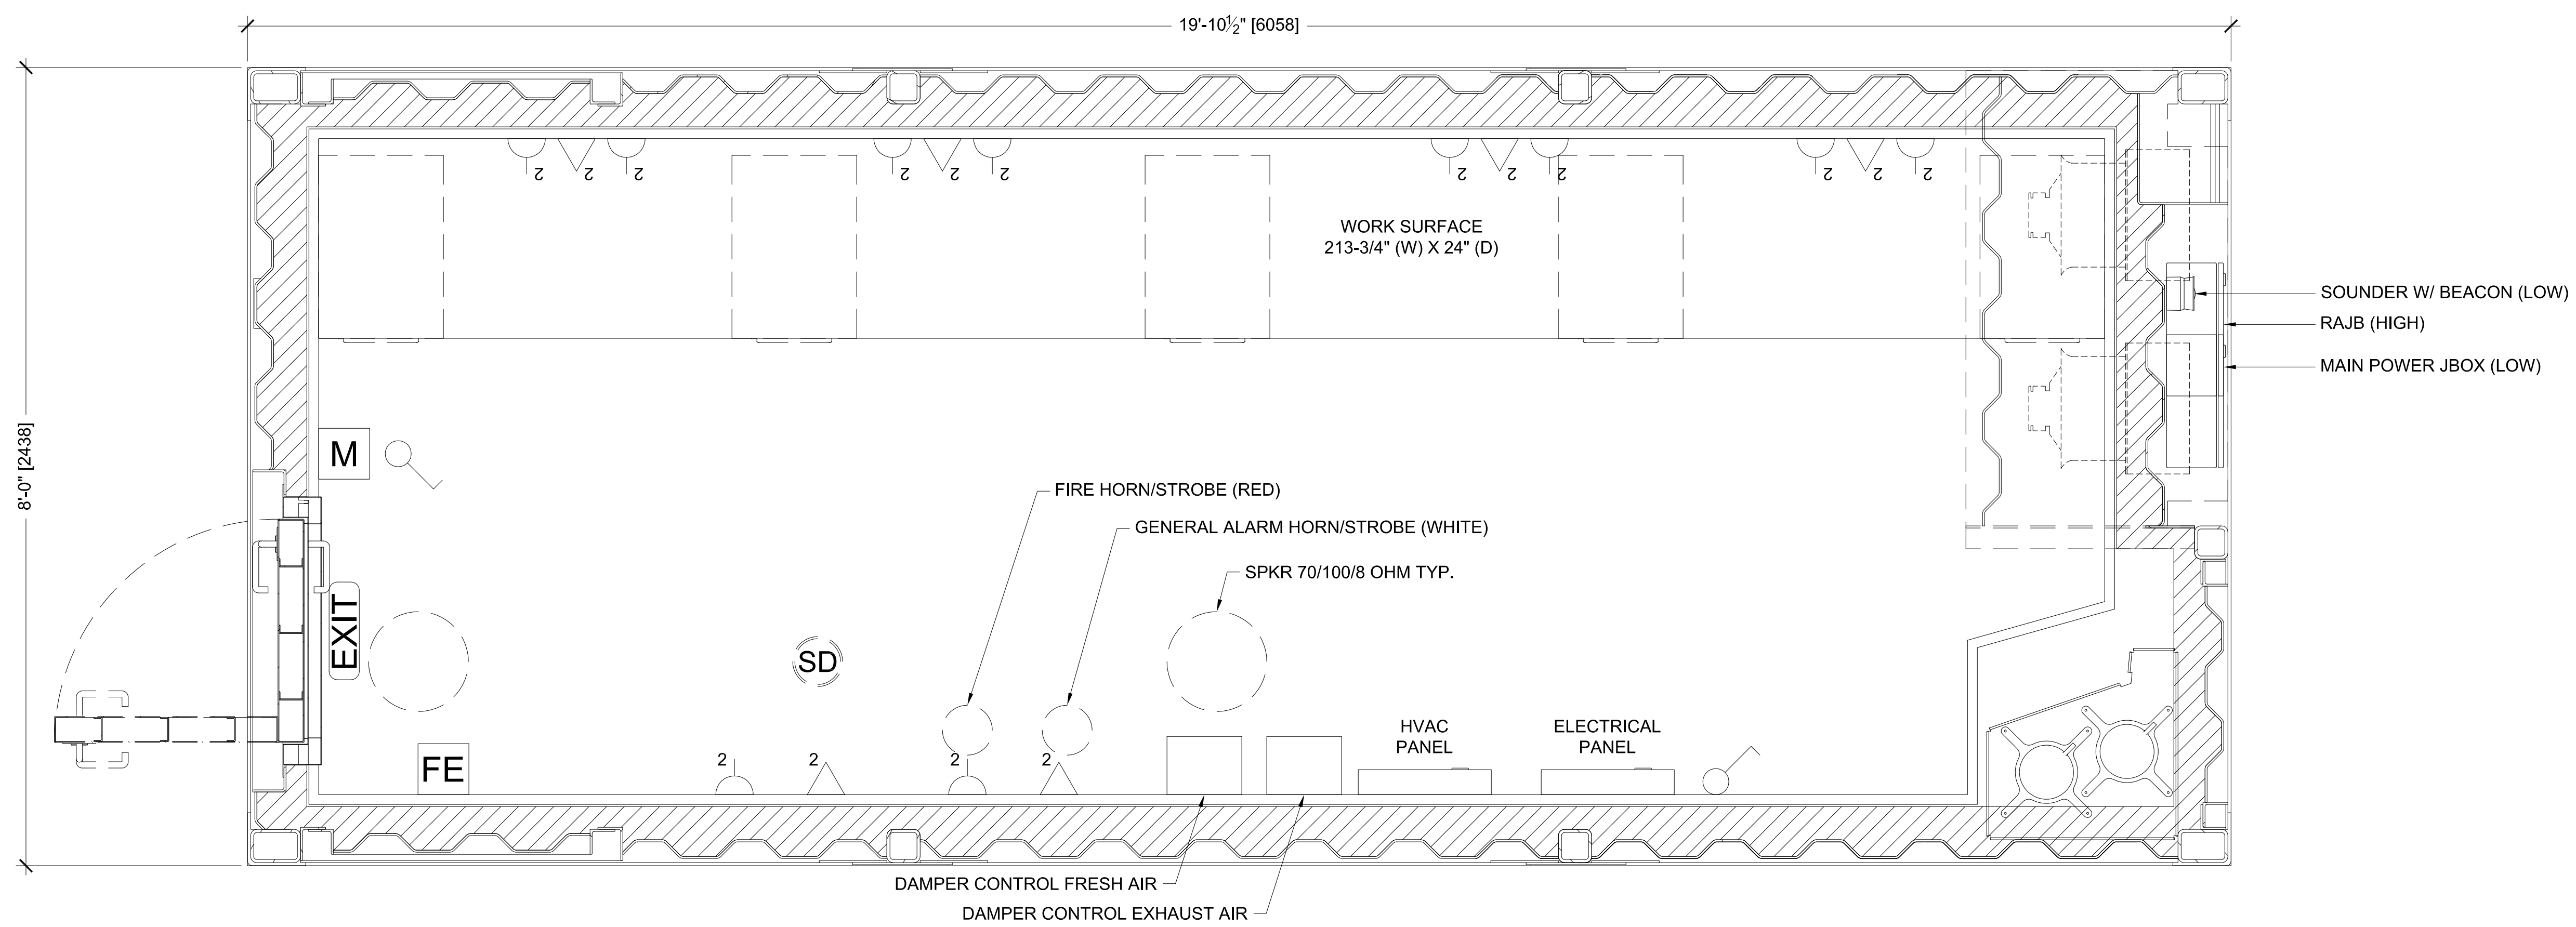 19'-10½" [6058]
8'-0" [2438]
2 2 2 2 2 2 2 2 2 2 2 2
WORK SURFACE
213-3/4" (W) X 24" (D)
SOUNDER W/ BEACON (LOW)
RAJB (HIGH)
MAIN POWER JBOX (LOW)
M
FIRE HORN/STROBE (RED)
GENERAL ALARM HORN/STROBE (WHITE)
SPKR 70/100/8 OHM TYP.
EXIT
SD
HVAC
PANEL
ELECTRICAL
PANEL
FE
2 2 2 2
DAMPER CONTROL FRESH AIR
DAMPER CONTROL EXHAUST AIR